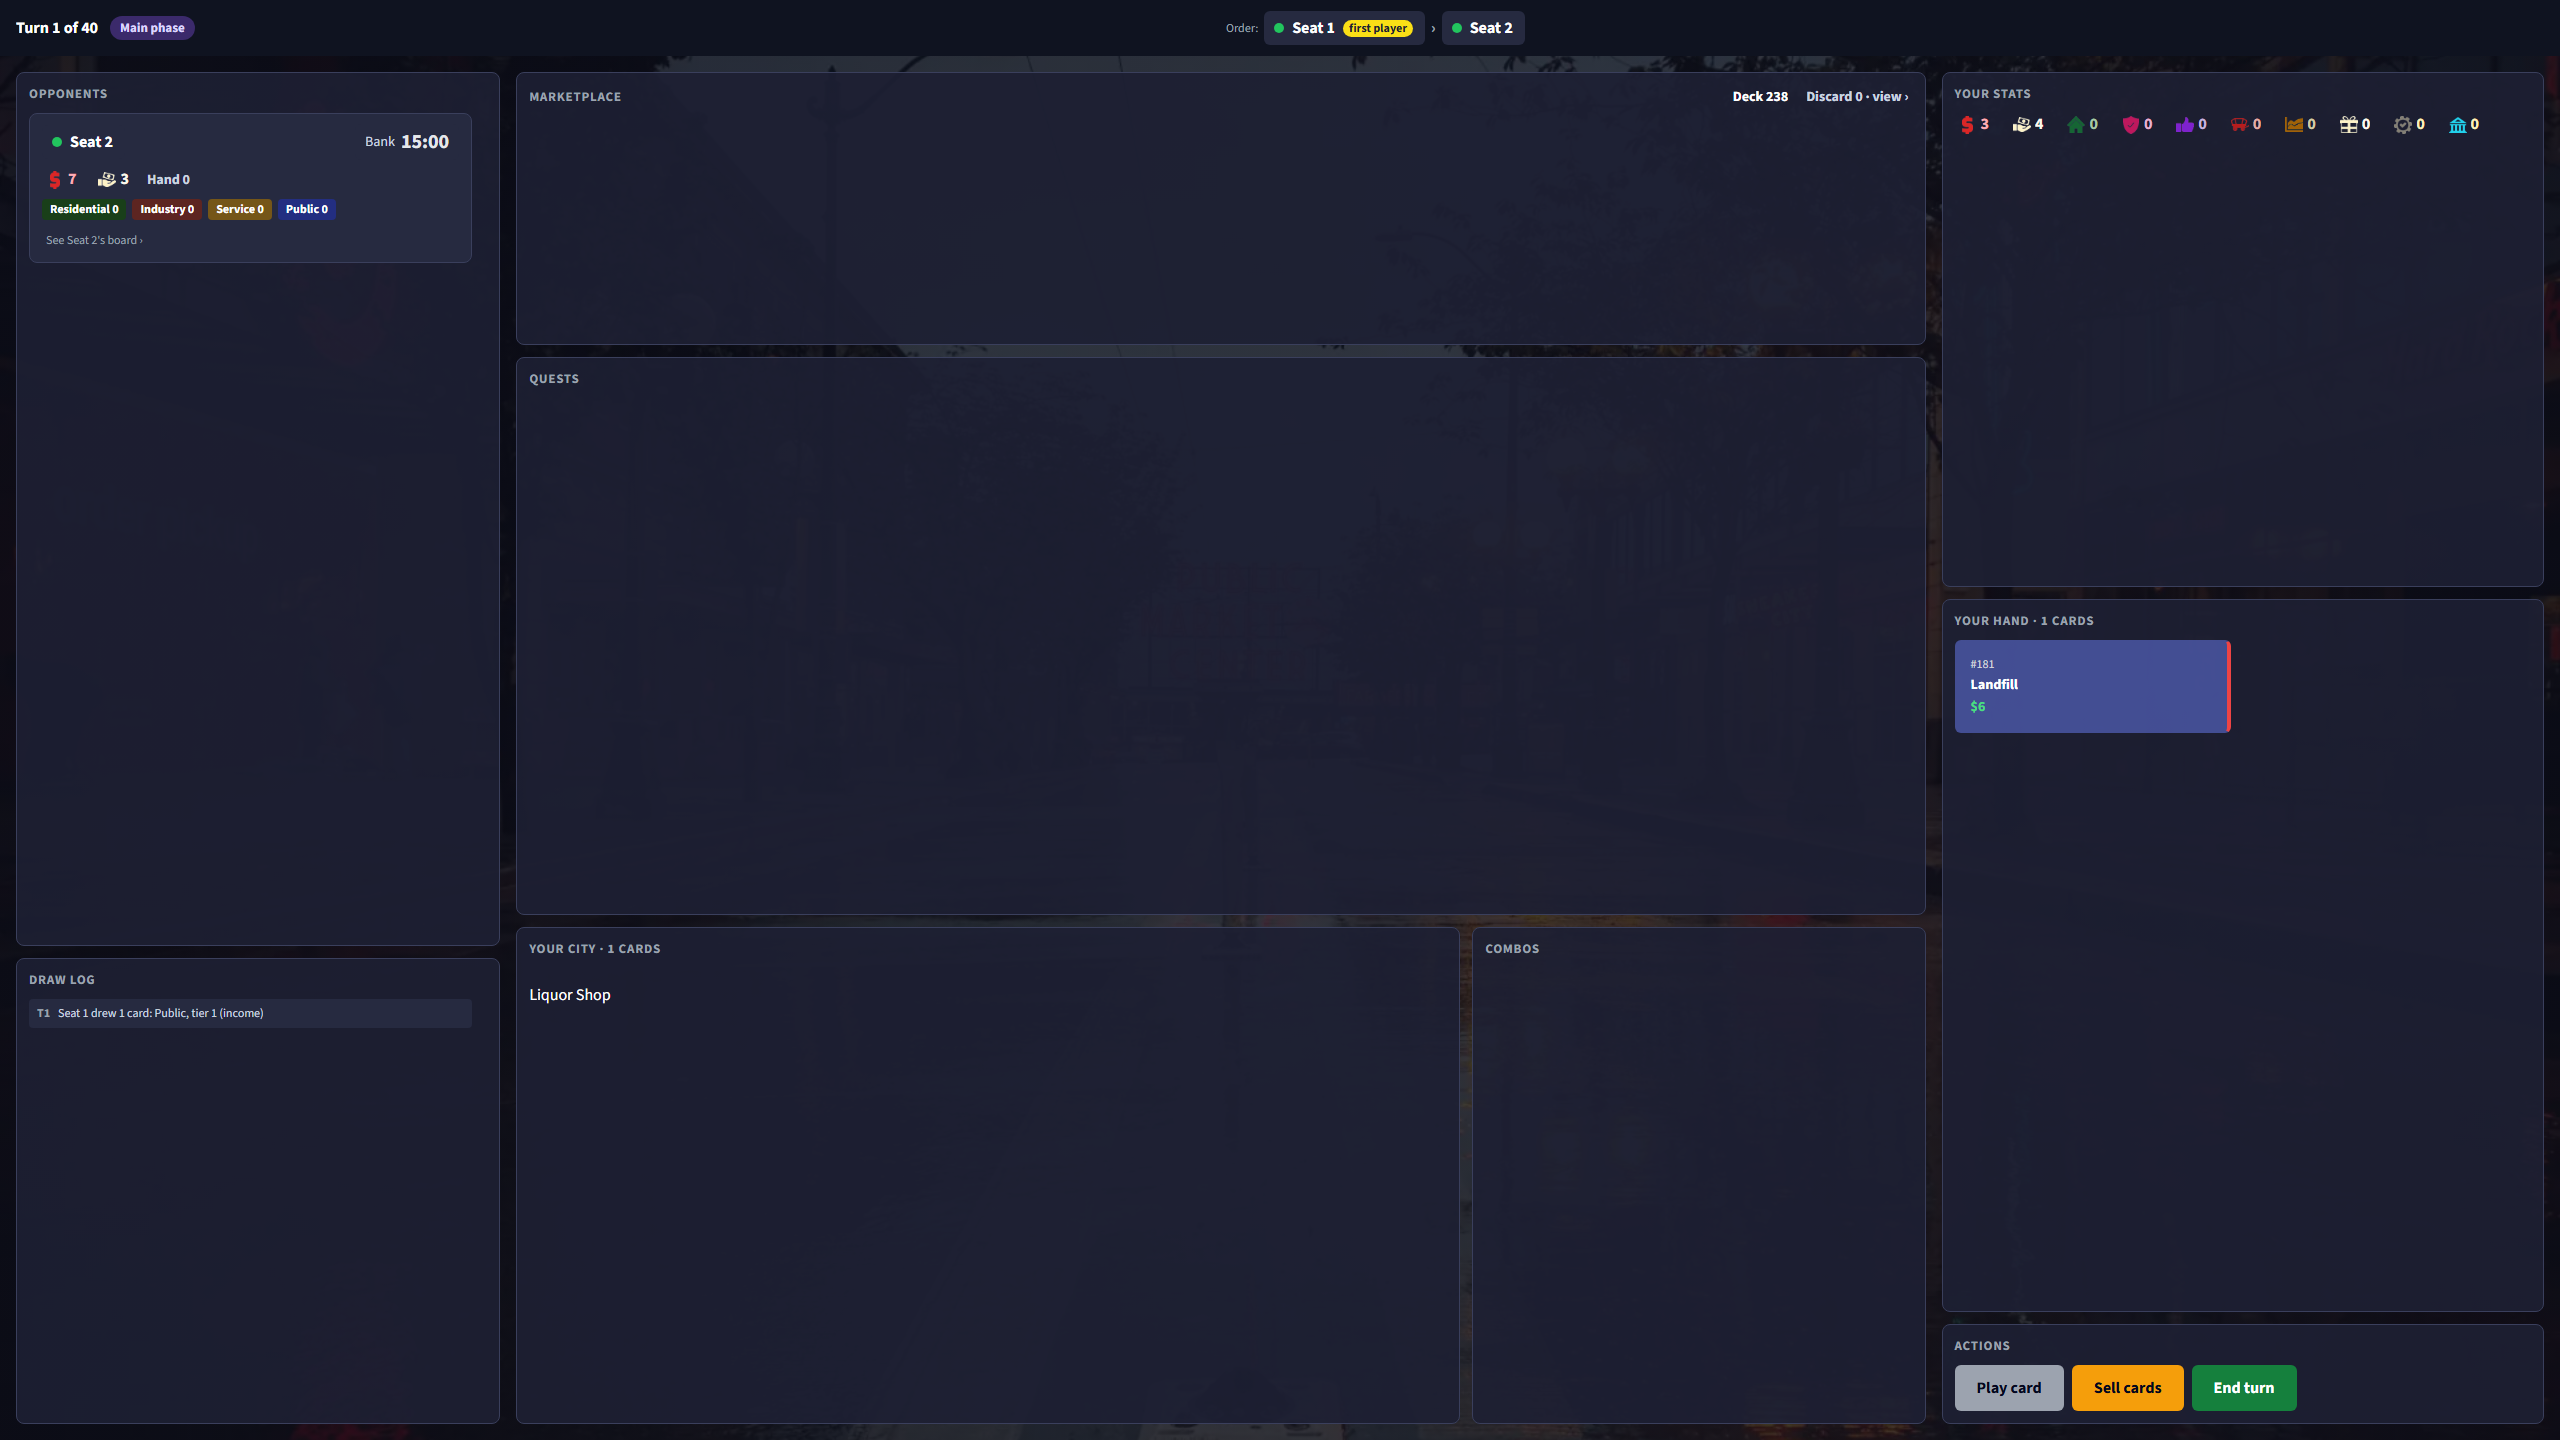 Turn 1 of 40 Main phase
Order: Seat 1 first player › Seat 2
OPPONENTS
Seat 2 Bank 15:00
7 3 Hand 0
Residential 0 Industry 0 Service 0 Public 0
See Seat 2's board ›
DRAW LOG
T1 Seat 1 drew 1 card: Public, tier 1 (income)
MARKETPLACE Deck 238 Discard 0 · view ›
QUESTS
YOUR CITY · 1 CARDS
Liquor Shop
COMBOS
YOUR STATS
3 4 0 0 0 0 0 0 0 0
YOUR HAND · 1 CARDS
#181
Landfill
$6
ACTIONS
Play card Sell cards End turn